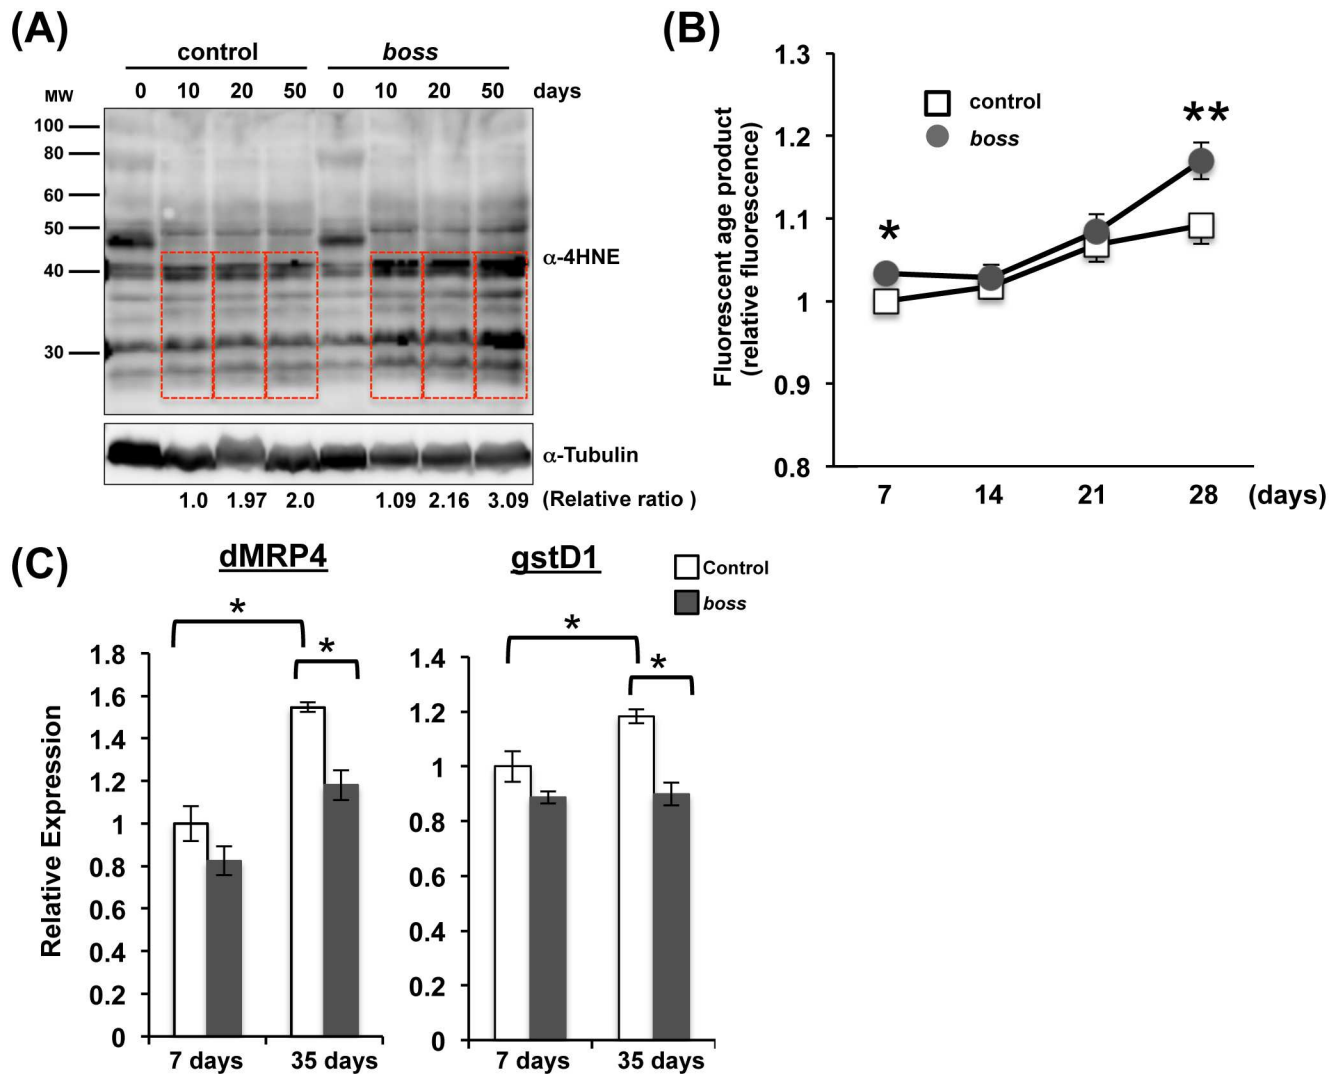 (A)
control boss
MW 0 10 20 50 0 10 20 50 days
100
80
60
50
40
30
α-4HNE
α-Tubulin
1.0 1.97 2.0 1.09 2.16 3.09 (Relative ratio )
(B)
Fluorescent age product
(relative fluorescence)
1.3
1.2
1.1
1
0.9
0.8
control
boss
*
**
7 14 21 28 (days)
(C)
dMRP4
gstD1
Control
boss
Relative Expression
*
*
1.8
1.6
1.4
1.2
1
0.8
0.6
0.4
0.2
0
7 days 35 days
*
*
1.4
1.2
1
0.8
0.6
0.4
0.2
0
7 days 35 days